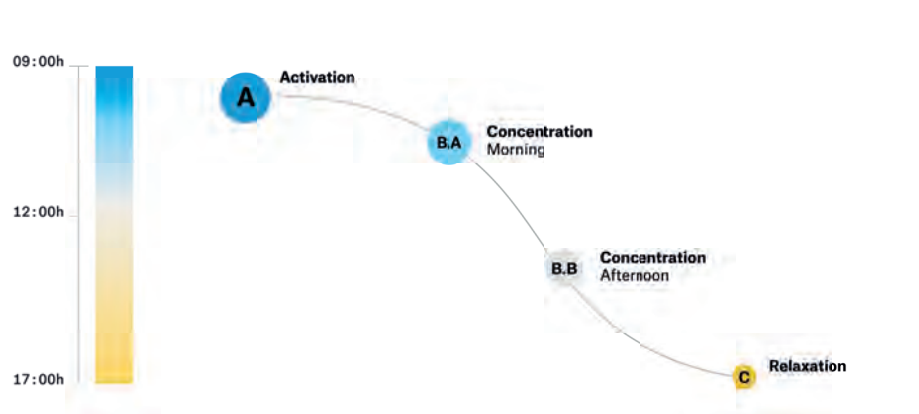 09:00h
A
Activation
B.A
Concentration
Morning
12:00h
B.B
Concentration
Afternoon
17:00h
C
Relaxation